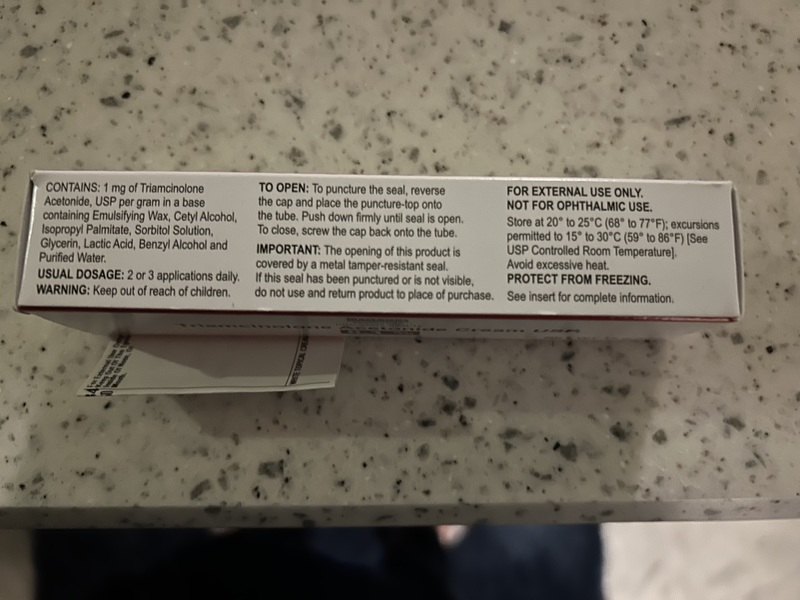 CONTAINS: 1 mg of Triamcinolone
Acetonide, USP per gram in a base
containing Emulsifying Wax, Cetyl Alcohol,
Isopropyl Palmitate, Sorbitol Solution,
Glycerin, Lactic Acid, Benzyl Alcohol and
Purified Water.
USUAL DOSAGE: 2 or 3 applications daily.
WARNING: Keep out of reach of children.
TO OPEN: To puncture the seal, reverse
the cap and place the puncture-top onto
the tube. Push down firmly until seal is open.
To close, screw the cap back onto the tube.
IMPORTANT: The opening of this product is
covered by a metal tamper-resistant seal.
If this seal has been punctured or is not visible,
do not use and return product to place of purchase.
FOR EXTERNAL USE ONLY.
NOT FOR OPHTHALMIC USE.
Store at 20° to 25°C (68° to 77°F); excursions
permitted to 15° to 30°C (59° to 86°F) [See
USP Controlled Room Temperature].
Avoid excessive heat.
PROTECT FROM FREEZING.
See insert for complete information.
Triamcinolone Acetonide Cream USP